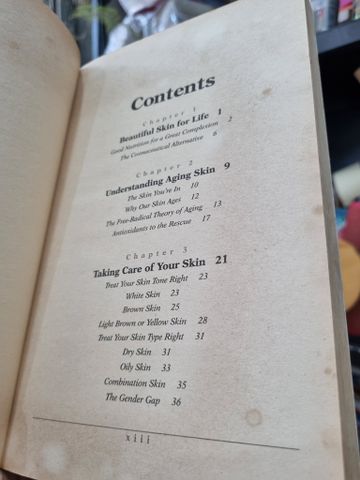 Contents
Chapter 1
Beautiful Skin for Life 1
Good Nutrition for a Great Complexion 2
The Cosmaceutical Alternative 6
Chapter 2
Understanding Aging Skin 9
The Skin You're In 10
Why Our Skin Ages 12
The Free-Radical Theory of Aging 13
Antioxidants to the Rescue 17
Chapter 3
Taking Care of Your Skin 21
Treat Your Skin Tone Right 23
White Skin 23
Brown Skin 25
Light Brown or Yellow Skin 28
Treat Your Skin Type Right 31
Dry Skin 31
Oily Skin 33
Combination Skin 35
The Gender Gap 36
xiii